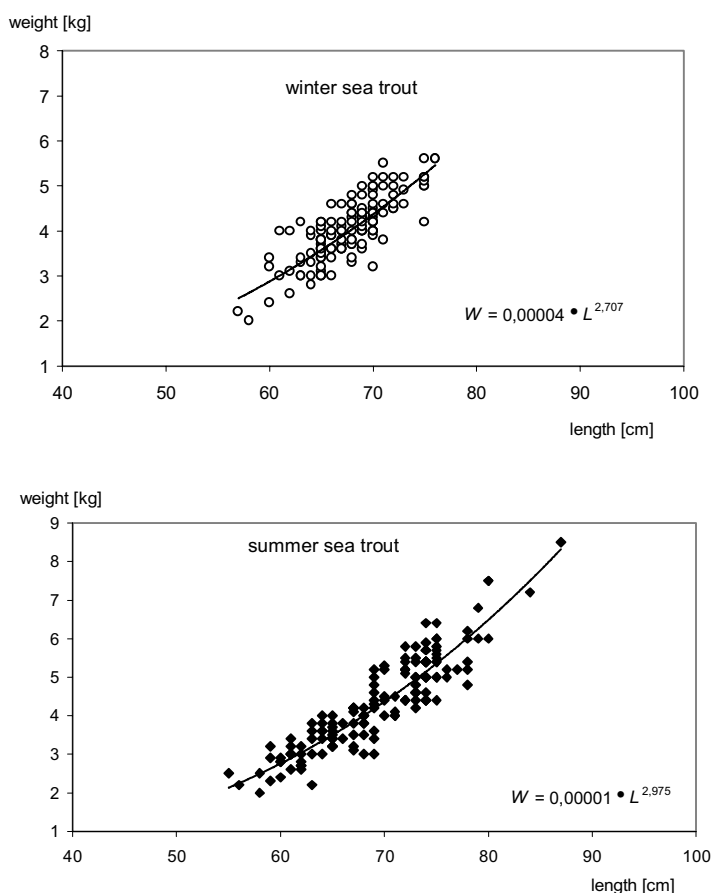 weight [kg]
8
7
6
5
4
3
2
1
winter sea trout
W = 0,00004 • L^2,707
40 50 60 70 80 90 100
length [cm]
weight [kg]
9
8
7
6
5
4
3
2
1
summer sea trout
W = 0,00001 • L^2,975
40 50 60 70 80 90 100
length [cm]